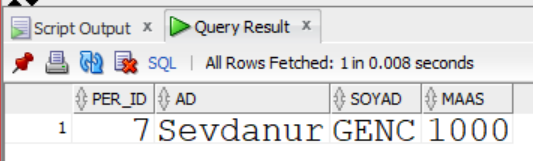 Script Output x Query Result x
SQL | All Rows Fetched: 1 in 0.008 seconds
PER_ID AD SOYAD MAAS
1 7 Sevdanur GENC 1000